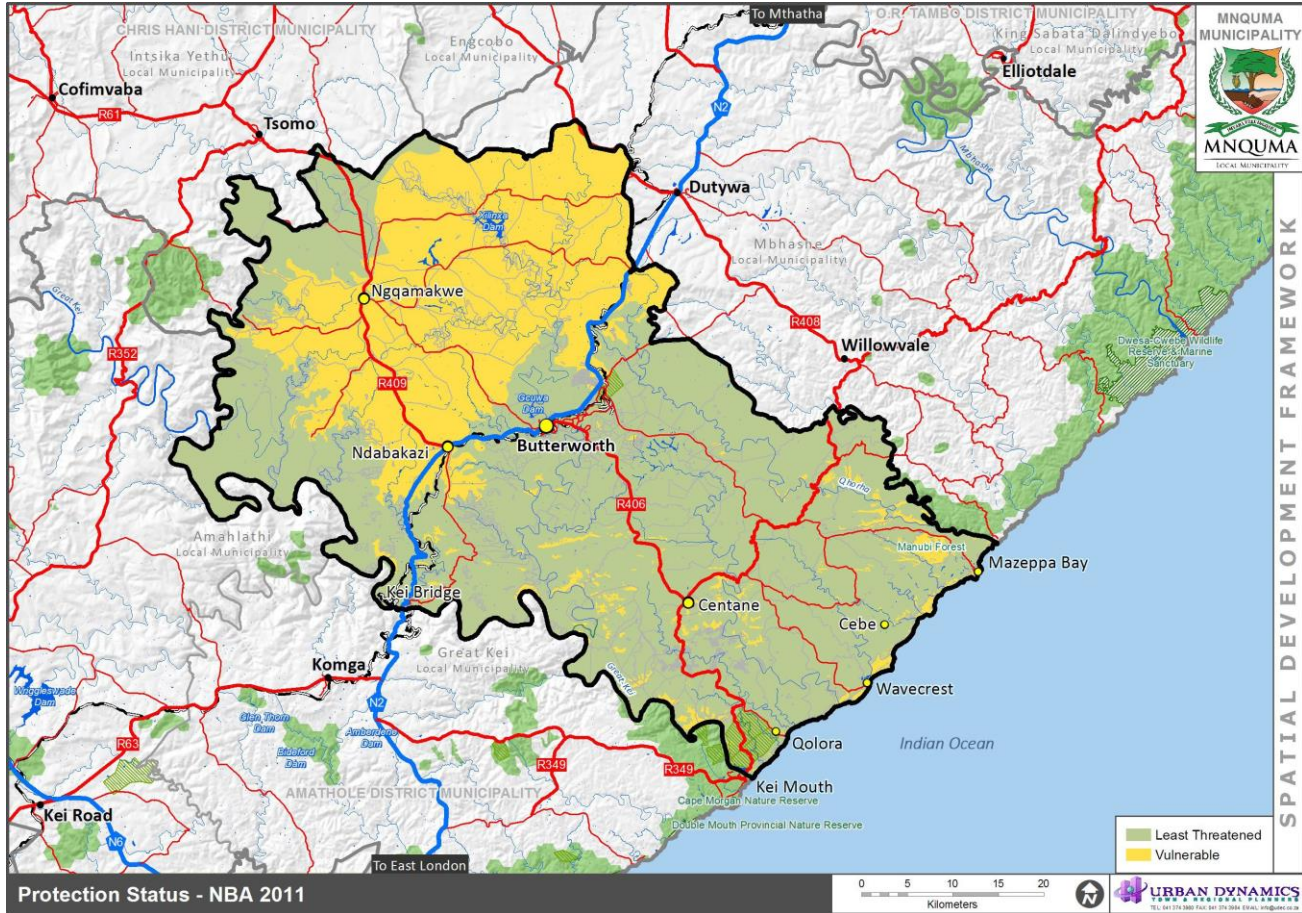 To Mthatha
CHRIS HANI DISTRICT MUNICIPALITY
O.R. TAMBO DISTRICT MUNICIPALITY
MNQUMA
MUNICIPALITY
Intsika Yethu
Local Municipality
Engcobo
Local Municipality
King Sabata Dalindyebo
Local Municipality
Elliotdale
Cofimvaba
R61
Tsomo
N2
MNQUMA
LOCAL MUNICIPALITY
Mbhashe
Dutywa
Xilinxa
Dam
Mbhashe
Local Municipality
Great Kei
Ngqamakwe
R352
R408
Willowvale
Dwesa-Cwebe Wildlife
Reserve & Marine
Sanctuary
R409
Gcuwa
Dam
Butterworth
Ndabakazi
Qhorha
R406
Amahlathi
Local Municipality
Manubi Forest
Mazeppa Bay
Kei Bridge
Centane
Cebe
Great Kei
Local Municipality
Great Kei
Komga
Wavecrest
Wriggleswade
Dam
N2
Glen Thorn
Dam
Bideford
Dam
Qolora
Indian Ocean
R63
R349
R349
Kei Mouth
AMATHOLE DISTRICT MUNICIPALITY
Cape Morgan Nature Reserve
Double Mouth Provincial Nature Reserve
Kei Road
N6
To East London
SPATIAL DEVELOPMENT FRAMEWORK
Least Threatened
Vulnerable
Protection Status - NBA 2011
0 5 10 15 20
Kilometers
URBAN DYNAMICS
TOWN & REGIONAL PLANNERS